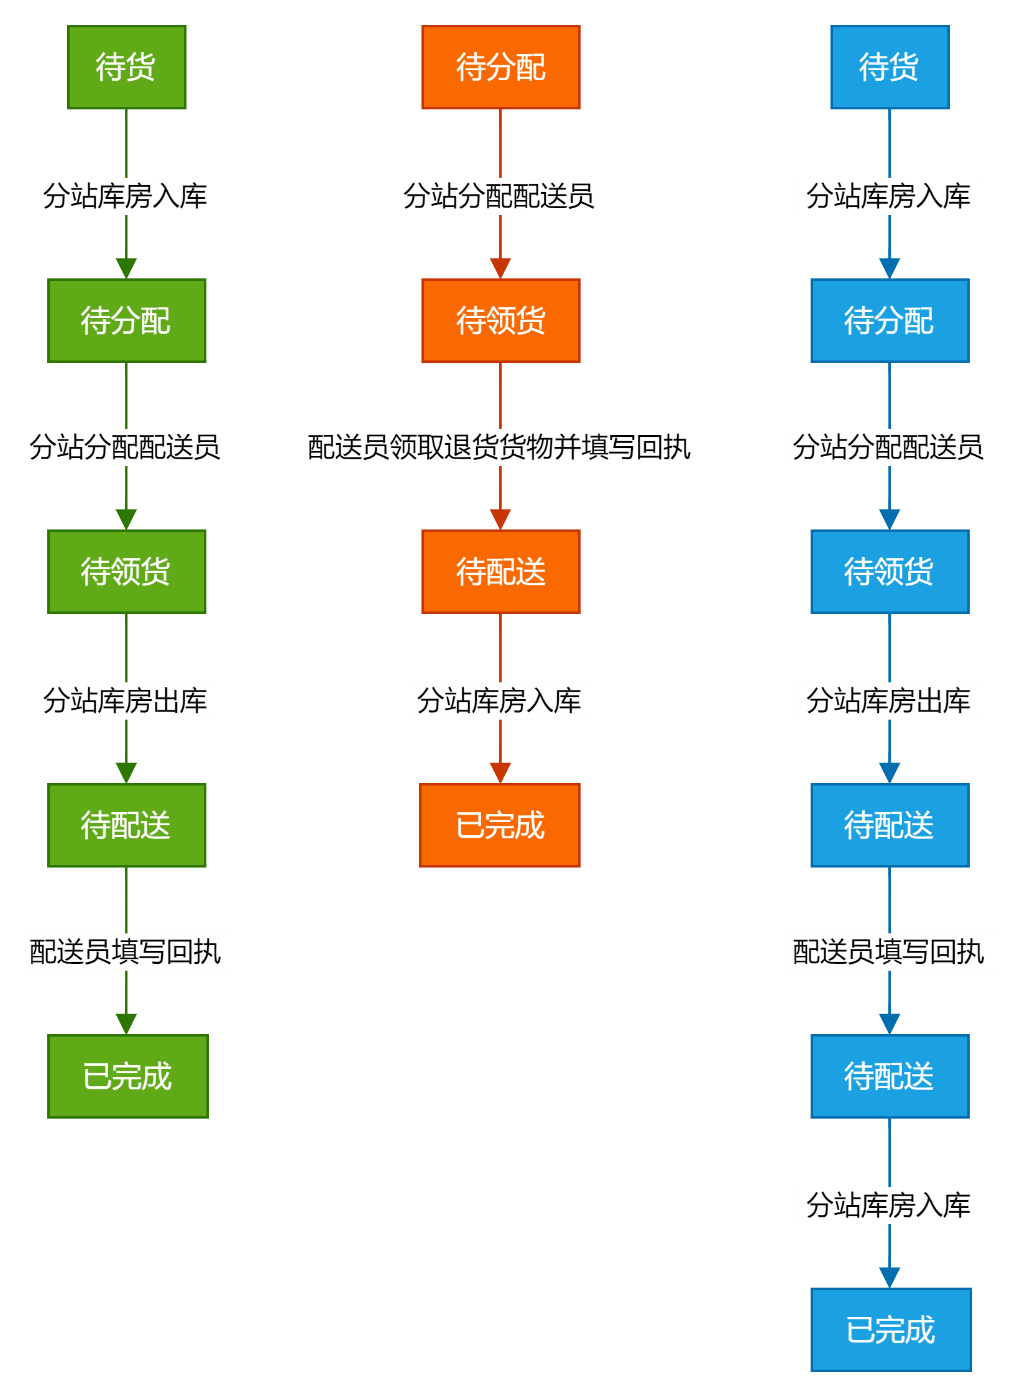 待货
分站库房入库
待分配
分站分配配送员
待领货
分站库房出库
待配送
配送员填写回执
已完成
待分配
分站分配配送员
待领货
配送员领取退货货物并填写回执
待配送
分站库房入库
已完成
待货
分站库房入库
待分配
分站分配配送员
待领货
分站库房出库
待配送
配送员填写回执
待配送
分站库房入库
已完成